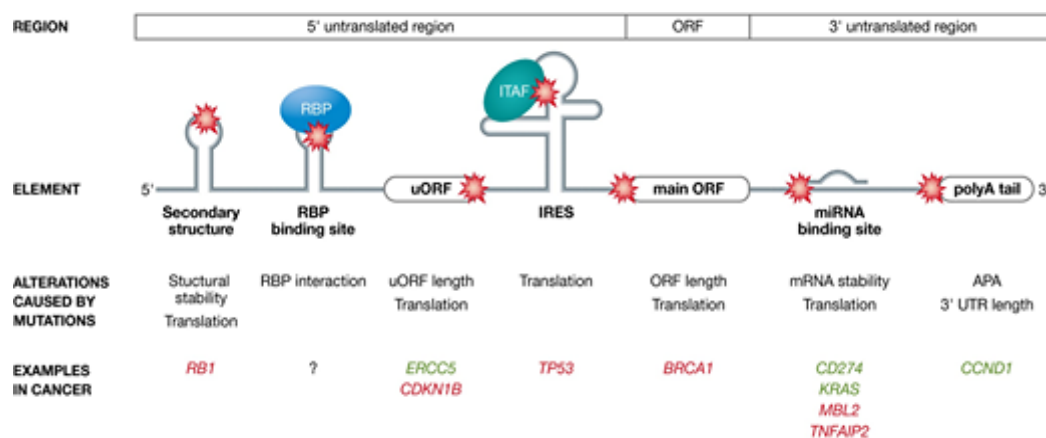 REGION
5' untranslated region
ORF
3' untranslated region
RBP
ITAF
ELEMENT
5'
uORF
main ORF
polyA tail
3'
Secondary
structure
RBP
binding site
IRES
miRNA
binding site
ALTERATIONS
CAUSED BY
MUTATIONS
Stuctural
stability
Translation
RBP interaction
uORF length
Translation
Translation
ORF length
Translation
mRNA stability
Translation
APA
3' UTR length
EXAMPLES
IN CANCER
RB1
?
ERCC5
CDKN1B
TP53
BRCA1
CD274
KRAS
MBL2
TNFAIP2
CCND1